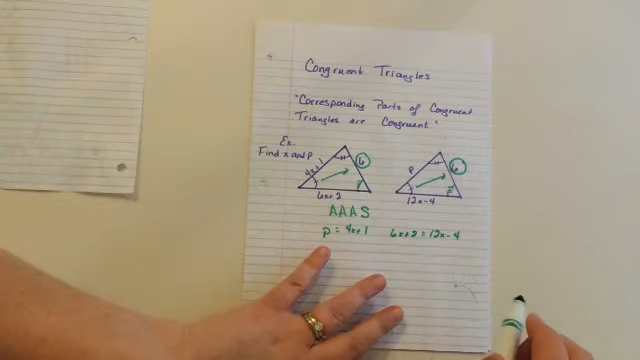 Congruent Triangles
"Corresponding Parts of Congruent
Triangles are Congruent"
Ex.
Find x and p
4x+1
6
6x+2
p
6
12x-4
AAAS
p = 4x+1
6x+2 = 12x-4